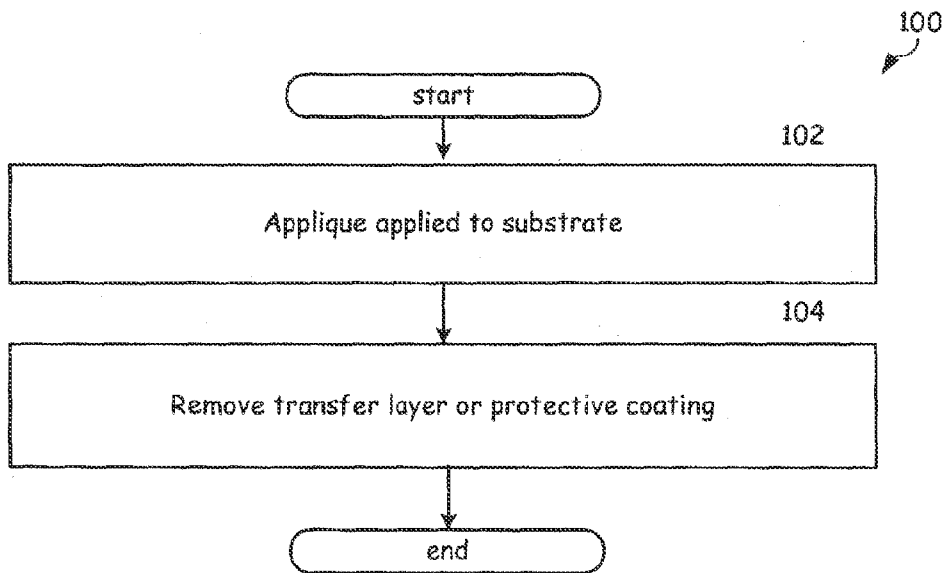 100
start
102
Applique applied to substrate
104
Remove transfer layer or protective coating
end